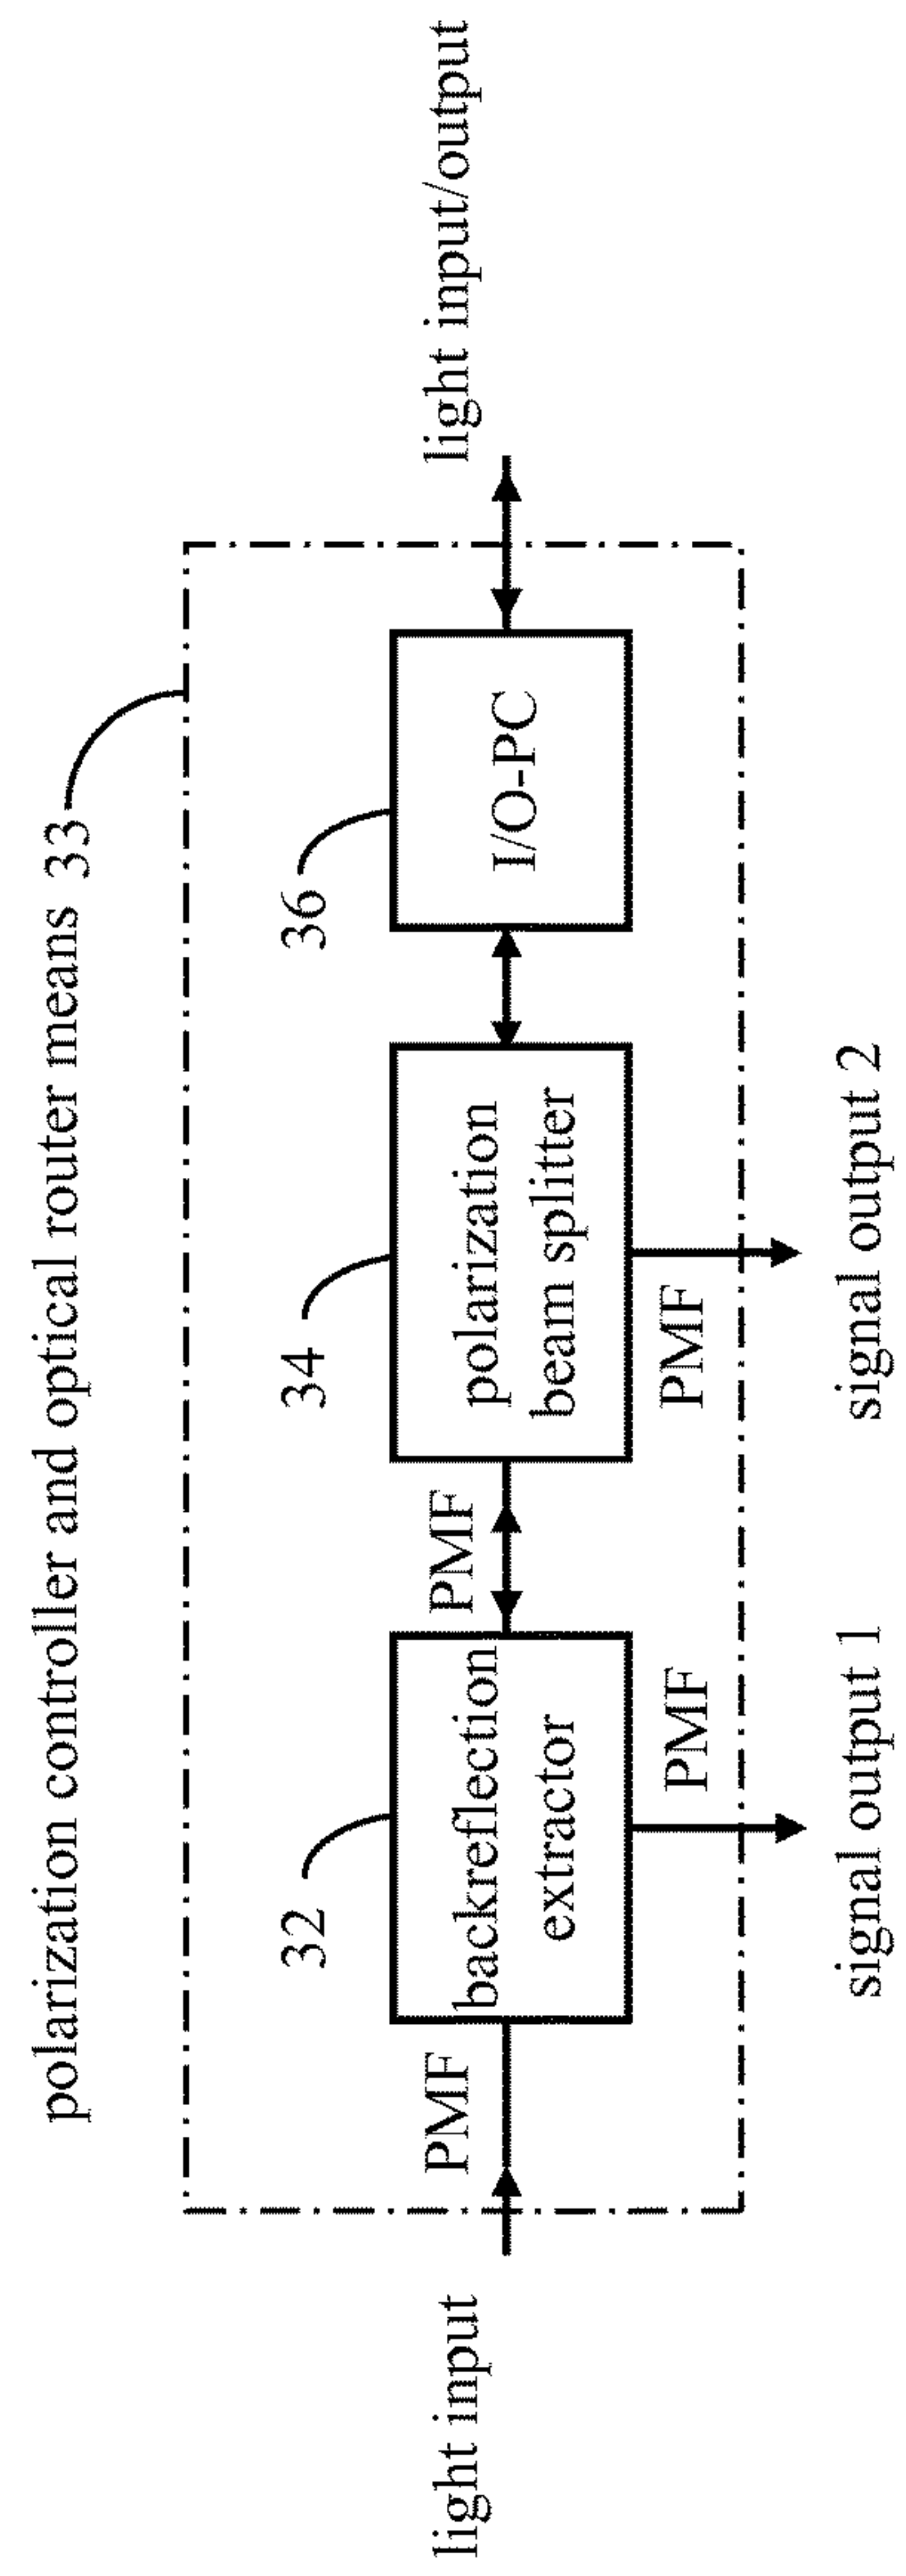 polarization controller and optical router means 33
light input
PMF
32
backreflection
extractor
PMF
34
polarization
beam splitter
36
I/O-PC
light input/output
PMF
signal output 1
PMF
signal output 2